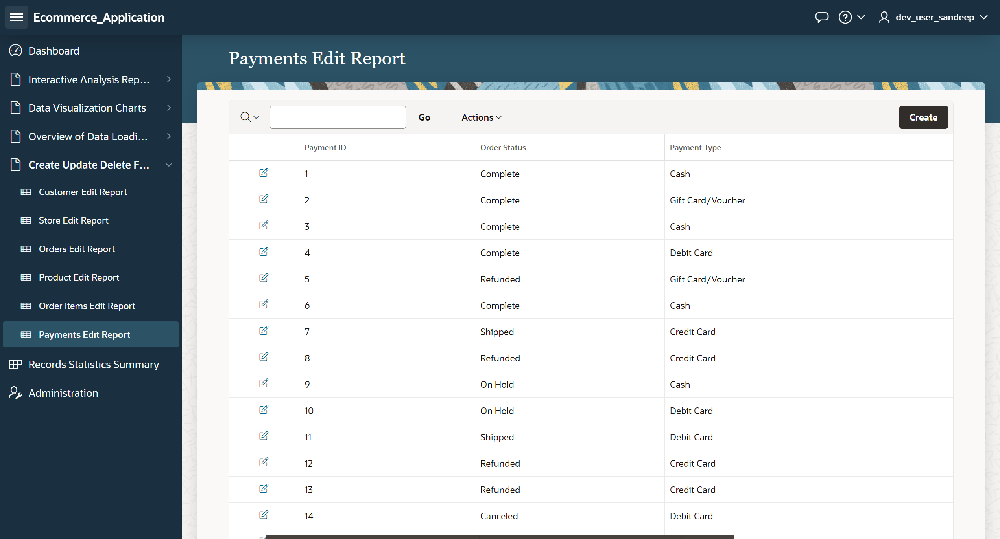 Ecommerce_Application
dev_user_sandeep
Dashboard
Interactive Analysis Rep...
Data Visualization Charts
Overview of Data Loadi...
Create Update Delete F...
Customer Edit Report
Store Edit Report
Orders Edit Report
Product Edit Report
Order Items Edit Report
Payments Edit Report
Records Statistics Summary
Administration
Payments Edit Report
Go Actions Create
Payment ID Order Status Payment Type
1 Complete Cash
2 Complete Gift Card/Voucher
3 Complete Cash
4 Complete Debit Card
5 Refunded Gift Card/Voucher
6 Complete Cash
7 Shipped Credit Card
8 Refunded Credit Card
9 On Hold Cash
10 On Hold Debit Card
11 Shipped Debit Card
12 Refunded Credit Card
13 Refunded Credit Card
14 Canceled Debit Card